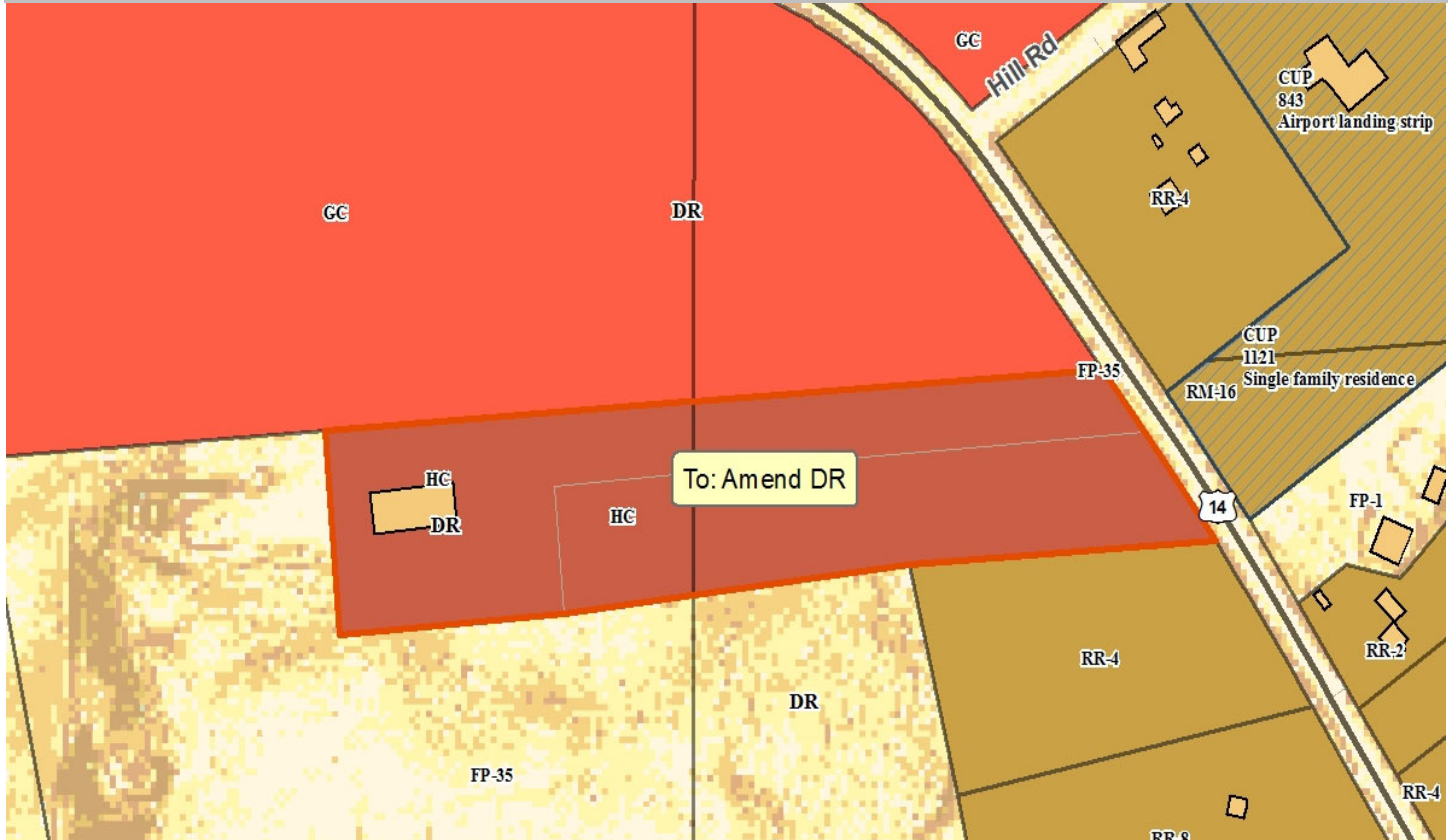 GC
Hill Rd
CUP
843
Airport landing strip
RR-4
GC
DR
CUP
1121
Single family residence
FP-35
RM-16
To: Amend DR
HC
DR
HC
14
FP-1
RR-4
RR-2
DR
FP-35
RR-4
RR-8